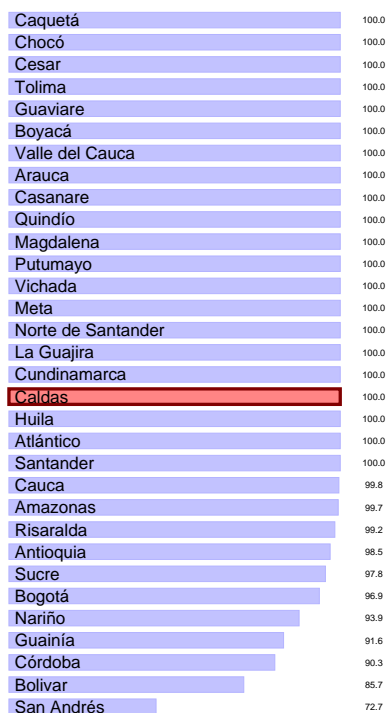 Caquetá 100.0
Chocó 100.0
Cesar 100.0
Tolima 100.0
Guaviare 100.0
Boyacá 100.0
Valle del Cauca 100.0
Arauca 100.0
Casanare 100.0
Quindío 100.0
Magdalena 100.0
Putumayo 100.0
Vichada 100.0
Meta 100.0
Norte de Santander 100.0
La Guajira 100.0
Cundinamarca 100.0
Caldas 100.0
Huila 100.0
Atlántico 100.0
Santander 100.0
Cauca 99.8
Amazonas 99.7
Risaralda 99.2
Antioquia 98.5
Sucre 97.8
Bogotá 96.9
Nariño 93.9
Guainía 91.6
Córdoba 90.3
Bolivar 85.7
San Andrés 72.7